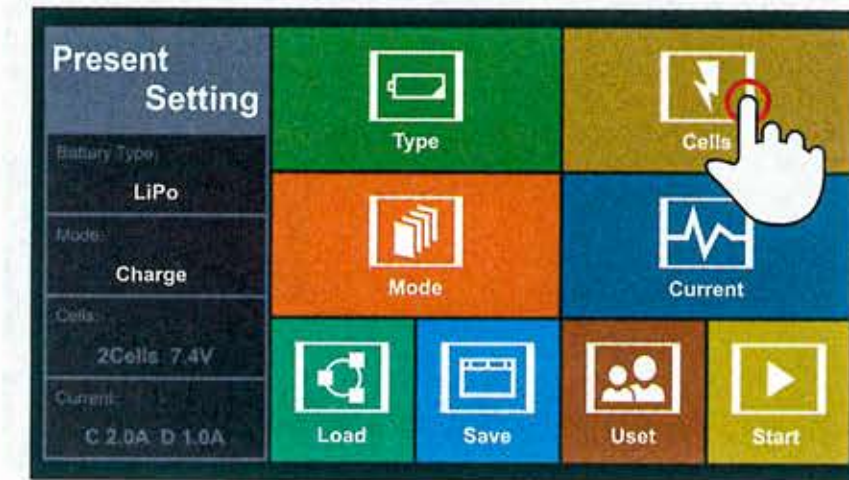 Present
Setting
Battery Type:
LiPo
Mode:
Charge
Cells:
2Cells 7.4V
Current:
C 2.0A D 1.0A
Type
Cells
Mode
Current
Load
Save
Uset
Start